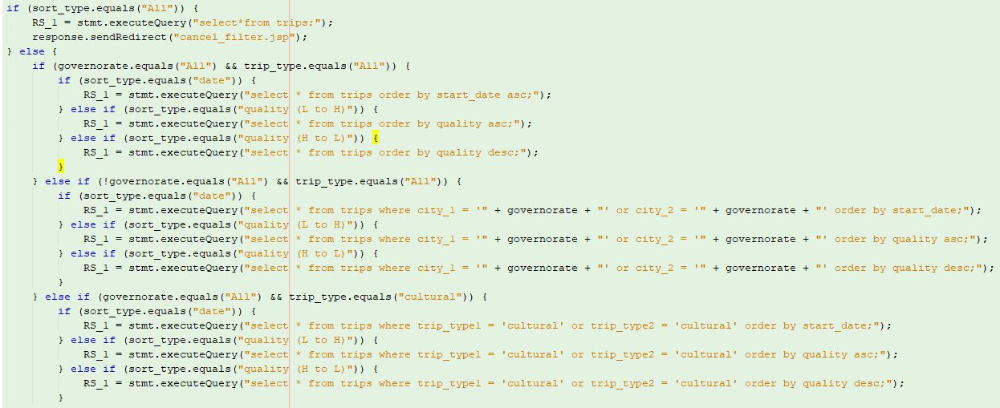 if (sort_type.equals("All")) {
RS_1 = stmt.executeQuery("select*from trips;");
response.sendRedirect("cancel_filter.jsp");
} else {
if (governorate.equals("All") && trip_type.equals("All")) {
if (sort_type.equals("date")) {
RS_1 = stmt.executeQuery("select * from trips order by start_date asc;");
} else if (sort_type.equals("quality (L to H)")) {
RS_1 = stmt.executeQuery("select * from trips order by quality asc;");
} else if (sort_type.equals("quality (H to L)")) {
RS_1 = stmt.executeQuery("select * from trips order by quality desc;");
}
} else if (!governorate.equals("All") && trip_type.equals("All")) {
if (sort_type.equals("date")) {
RS_1 = stmt.executeQuery("select * from trips where city_1 = '" + governorate + "' or city_2 = '" + governorate + "' order by start_date;");
} else if (sort_type.equals("quality (L to H)")) {
RS_1 = stmt.executeQuery("select * from trips where city_1 = '" + governorate + "' or city_2 = '" + governorate + "' order by quality asc;");
} else if (sort_type.equals("quality (H to L)")) {
RS_1 = stmt.executeQuery("select * from trips where city_1 = '" + governorate + "' or city_2 = '" + governorate + "' order by quality desc;");
}
} else if (governorate.equals("All") && trip_type.equals("cultural")) {
if (sort_type.equals("date")) {
RS_1 = stmt.executeQuery("select * from trips where trip_type1 = 'cultural' or trip_type2 = 'cultural' order by start_date;");
} else if (sort_type.equals("quality (L to H)")) {
RS_1 = stmt.executeQuery("select * from trips where trip_type1 = 'cultural' or trip_type2 = 'cultural' order by quality asc;");
} else if (sort_type.equals("quality (H to L)")) {
RS_1 = stmt.executeQuery("select * from trips where trip_type1 = 'cultural' or trip_type2 = 'cultural' order by quality desc;");
}